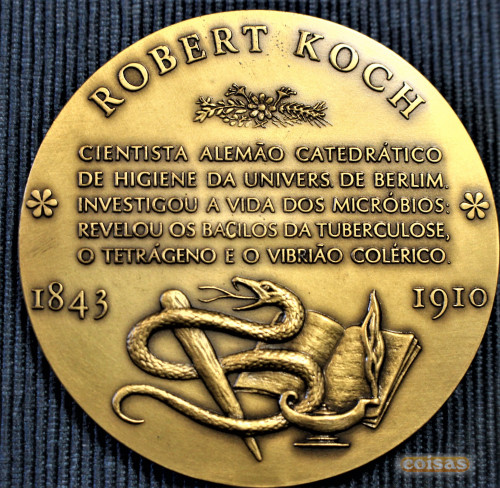 ROBERT KOCH
CIENTISTA ALEMÃO CATEDRÁTICO
DE HIGIENE DA UNIVERS. DE BERLIM.
INVESTIGOU A VIDA DOS MICRÓBIOS:
REVELOU OS BACILOS DA TUBERCULOSE,
O TETRÁGENO E O VIBRIÃO COLÉRICO.
1843 1910
coisas